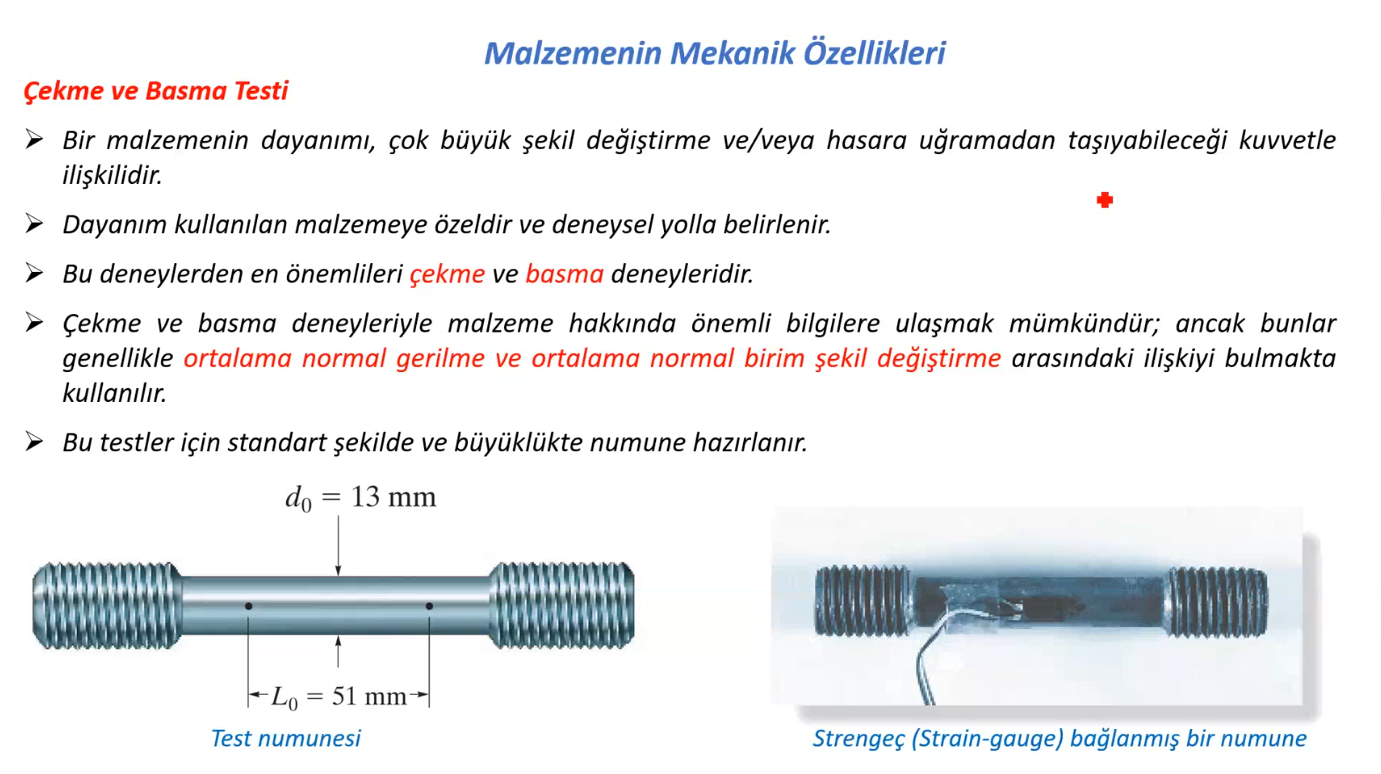 Malzemenin Mekanik Özellikleri
Çekme ve Basma Testi
➢ Bir malzemenin dayanımı, çok büyük şekil değiştirme ve/veya hasara uğramadan taşıyabileceği kuvvetle
ilişkilidir.
➢ Dayanım kullanılan malzemeye özeldir ve deneysel yolla belirlenir.
➢ Bu deneylerden en önemlileri çekme ve basma deneyleridir.
➢ Çekme ve basma deneyleriyle malzeme hakkında önemli bilgilere ulaşmak mümkündür; ancak bunlar
genellikle ortalama normal gerilme ve ortalama normal birim şekil değiştirme arasındaki ilişkiyi bulmakta
kullanılır.
➢ Bu testler için standart şekilde ve büyüklükte numune hazırlanır.
d₀ = 13 mm
L₀ = 51 mm
Test numunesi
Strengeç (Strain-gauge) bağlanmış bir numune